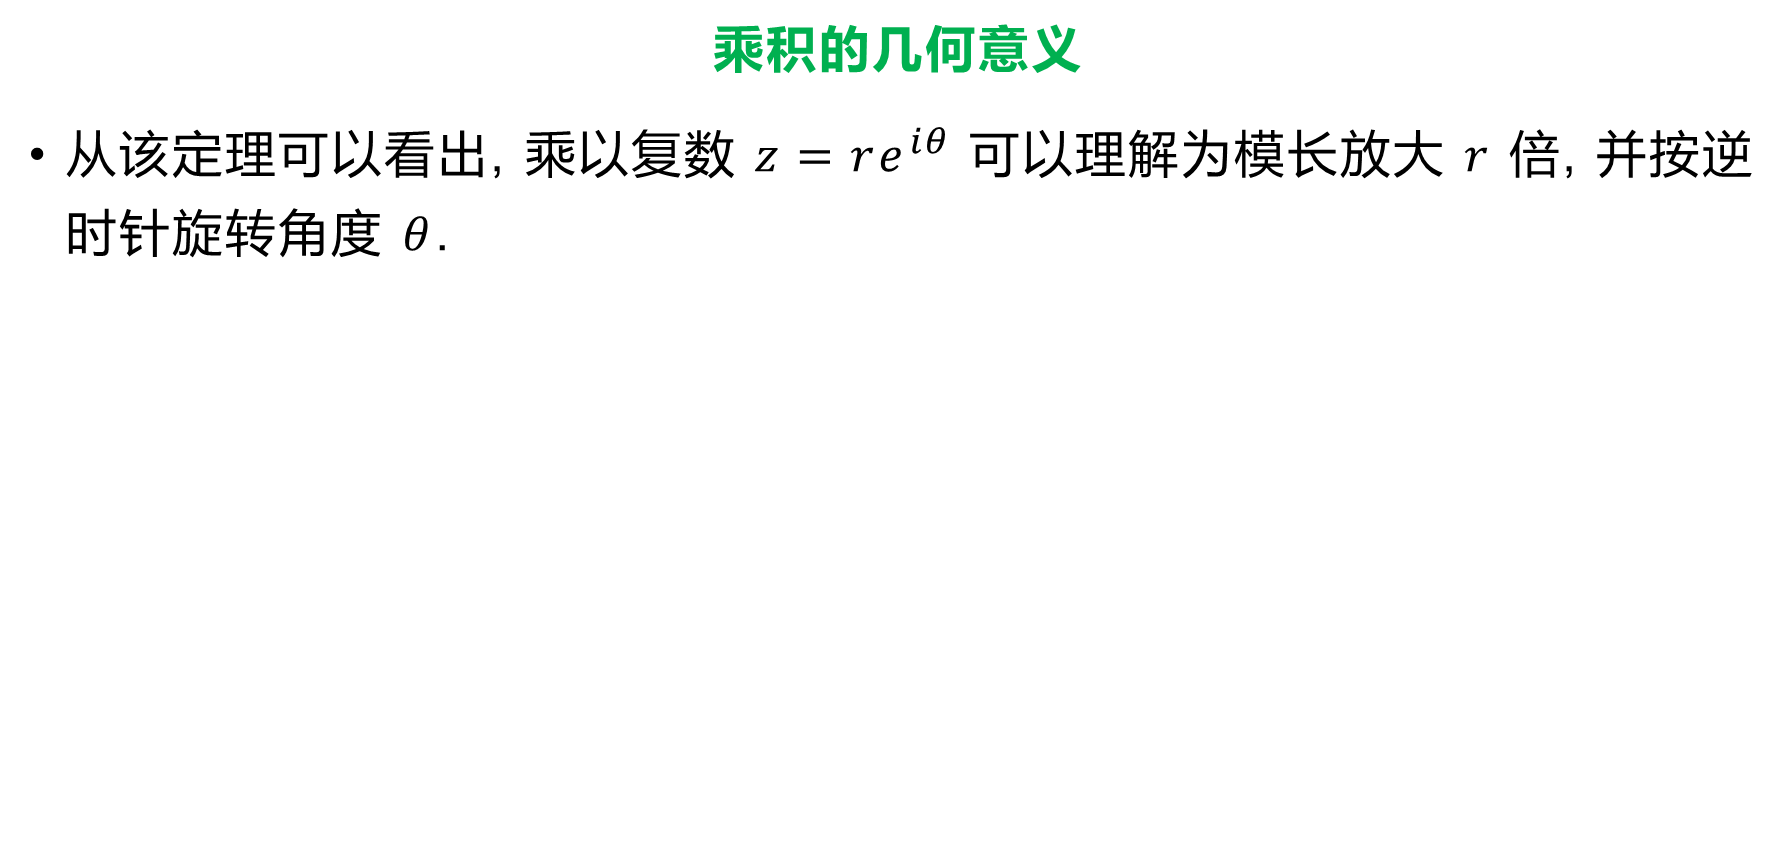 乘积的几何意义
• 从该定理可以看出, 乘以复数 z = re^{iθ} 可以理解为模长放大 r 倍, 并按逆
时针旋转角度 θ.